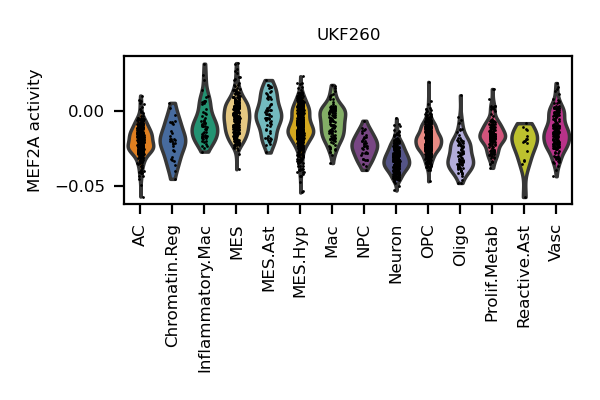 UKF260
MEF2A activity
0.00
−0.05
AC
Chromatin.Reg
Inflammatory.Mac
MES
MES.Ast
MES.Hyp
Mac
NPC
Neuron
OPC
Oligo
Prolif.Metab
Reactive.Ast
Vasc